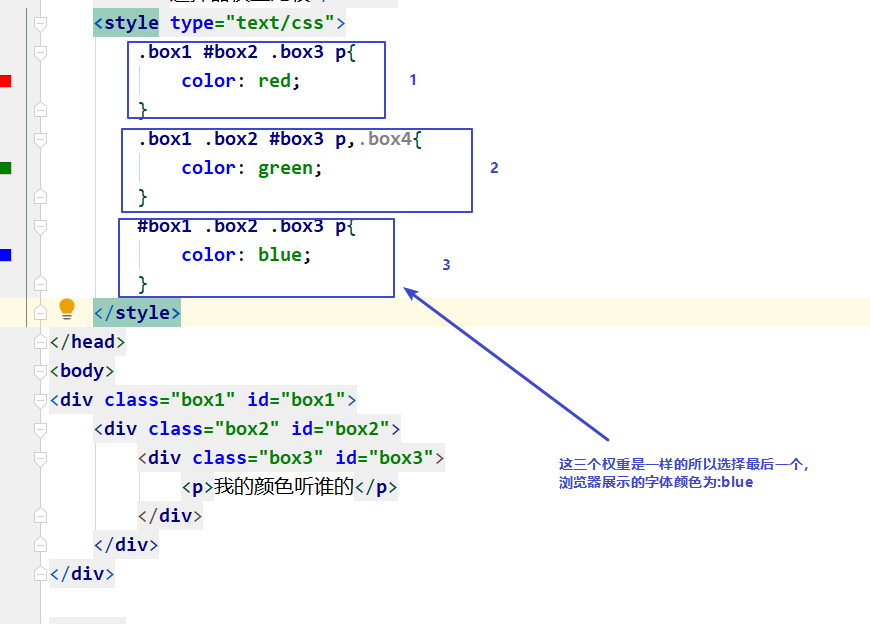 <style type="text/css">
.box1 #box2 .box3 p{
color: red;
1
}
.box1 .box2 #box3 p,.box4{
color: green;
2
}
#box1 .box2 .box3 p{
color: blue;
3
}
</style>
</head>
<body>
<div class="box1" id="box1">
<div class="box2" id="box2">
<div class="box3" id="box3">
这三个权重是一样的所以选择最后一个，
<p>我的颜色听谁的</p>
浏览器展示的字体颜色为:blue
</div>
</div>
</div>